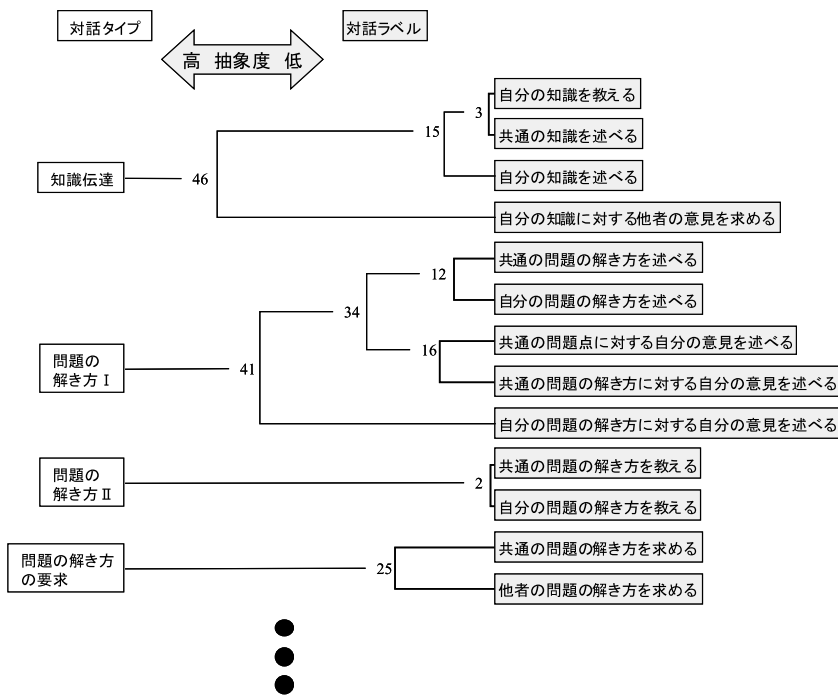 対話タイプ
対話ラベル
高 抽象度 低
自分の知識を教える
3
共通の知識を述べる
15
自分の知識を述べる
知識伝達
46
自分の知識に対する他者の意見を求める
共通の問題の解き方を述べる
12
自分の問題の解き方を述べる
34
共通の問題点に対する自分の意見を述べる
16
問題の
解き方Ⅰ
41
共通の問題の解き方に対する自分の意見を述べる
自分の問題の解き方に対する自分の意見を述べる
共通の問題の解き方を教える
問題の
解き方Ⅱ
2
自分の問題の解き方を教える
共通の問題の解き方を求める
問題の解き方
の要求
25
他者の問題の解き方を求める